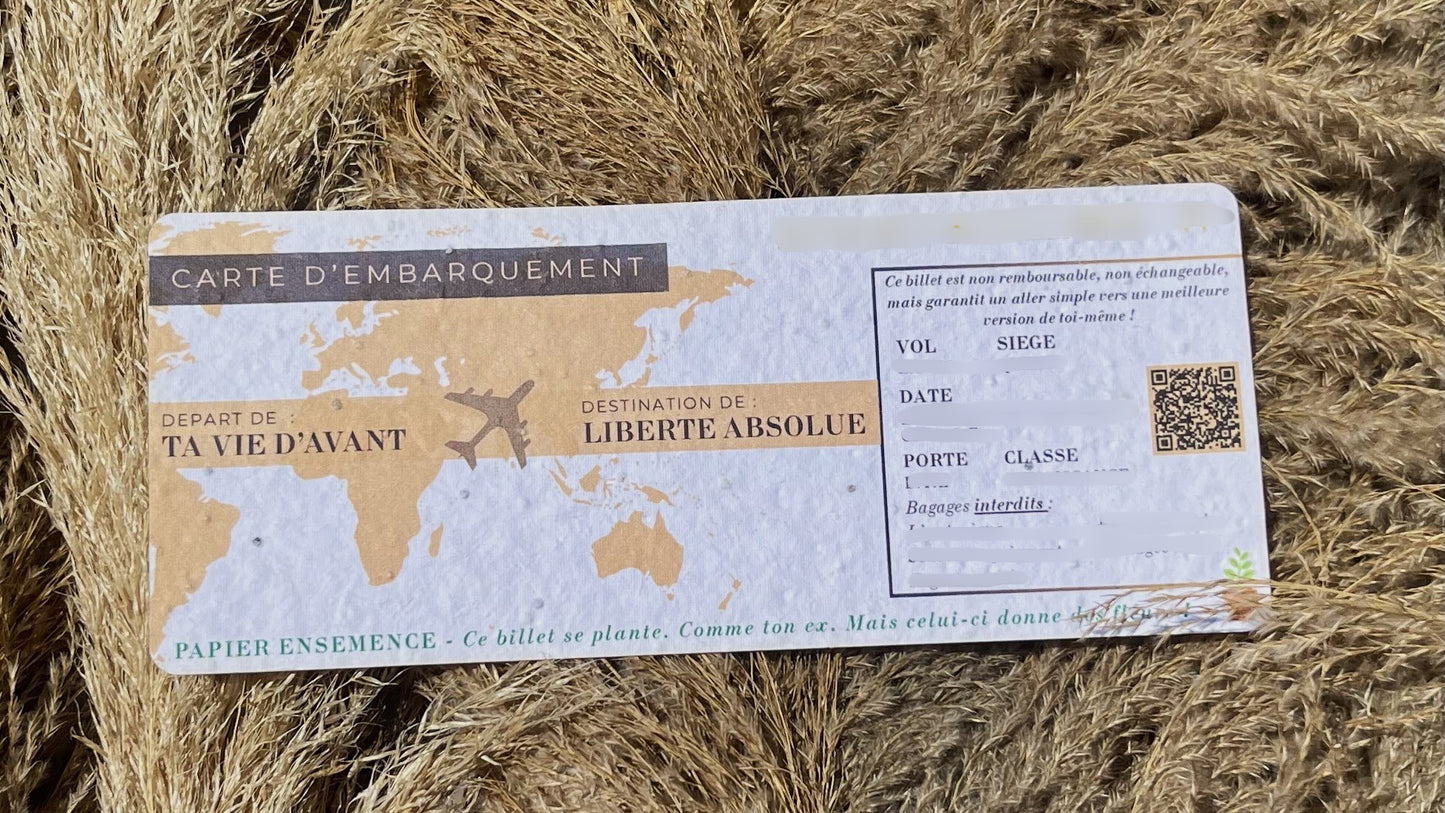 CARTE D'EMBARQUEMENT
DEPART DE :
TA VIE D'AVANT
DESTINATION DE :
LIBERTE ABSOLUE
Ce billet est non remboursable, non échangeable,
mais garantit un aller simple vers une meilleure
version de toi-même !
VOL SIEGE
DATE
PORTE CLASSE
Bagages interdits :
PAPIER ENSEMENCE - Ce billet se plante. Comme ton ex. Mais celui-ci donne des !